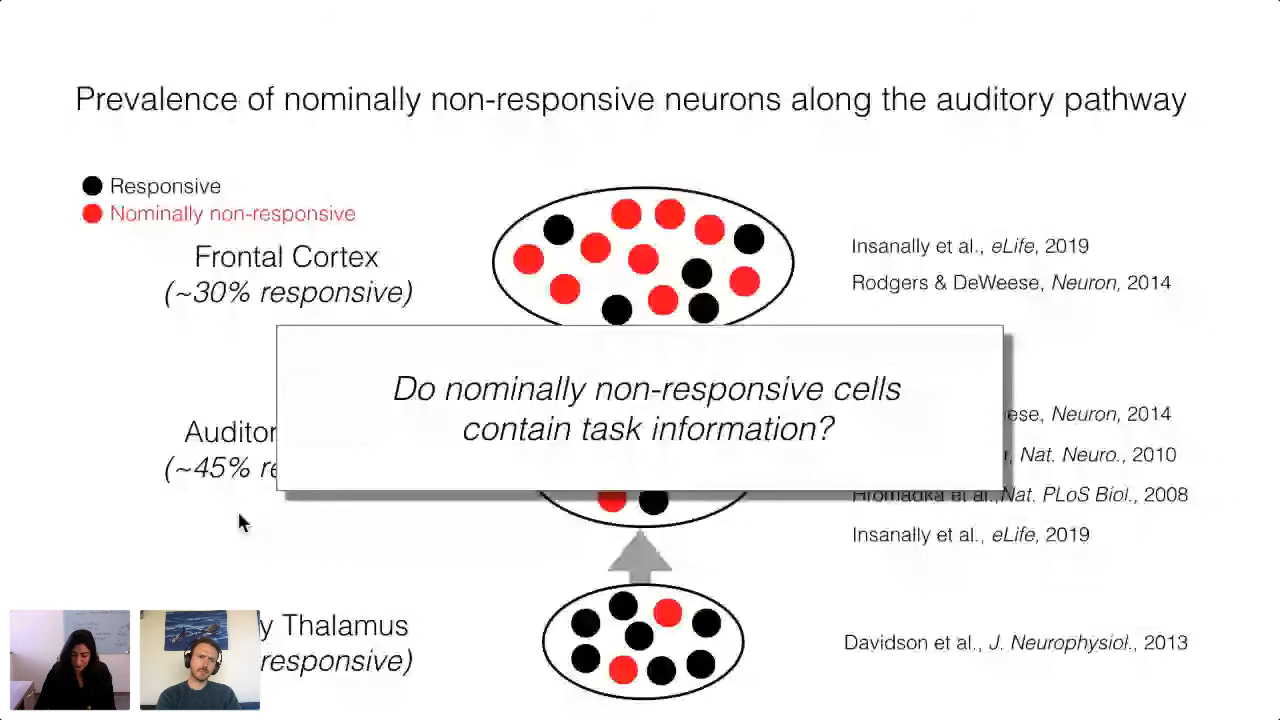 Prevalence of nominally non-responsive neurons along the auditory pathway
Responsive
Nominally non-responsive
Frontal Cortex
(~30% responsive)
Insanally et al., eLife, 2019
Rodgers & DeWeese, Neuron, 2014
Do nominally non-responsive cells
contain task information?
Auditor
(~45% re
ese, Neuron, 2014
, Nat. Neuro., 2010
Hromádka et al., Nat. PLoS Biol., 2008
Insanally et al., eLife, 2019
y Thalamus
responsive)
Davidson et al., J. Neurophysiol., 2013